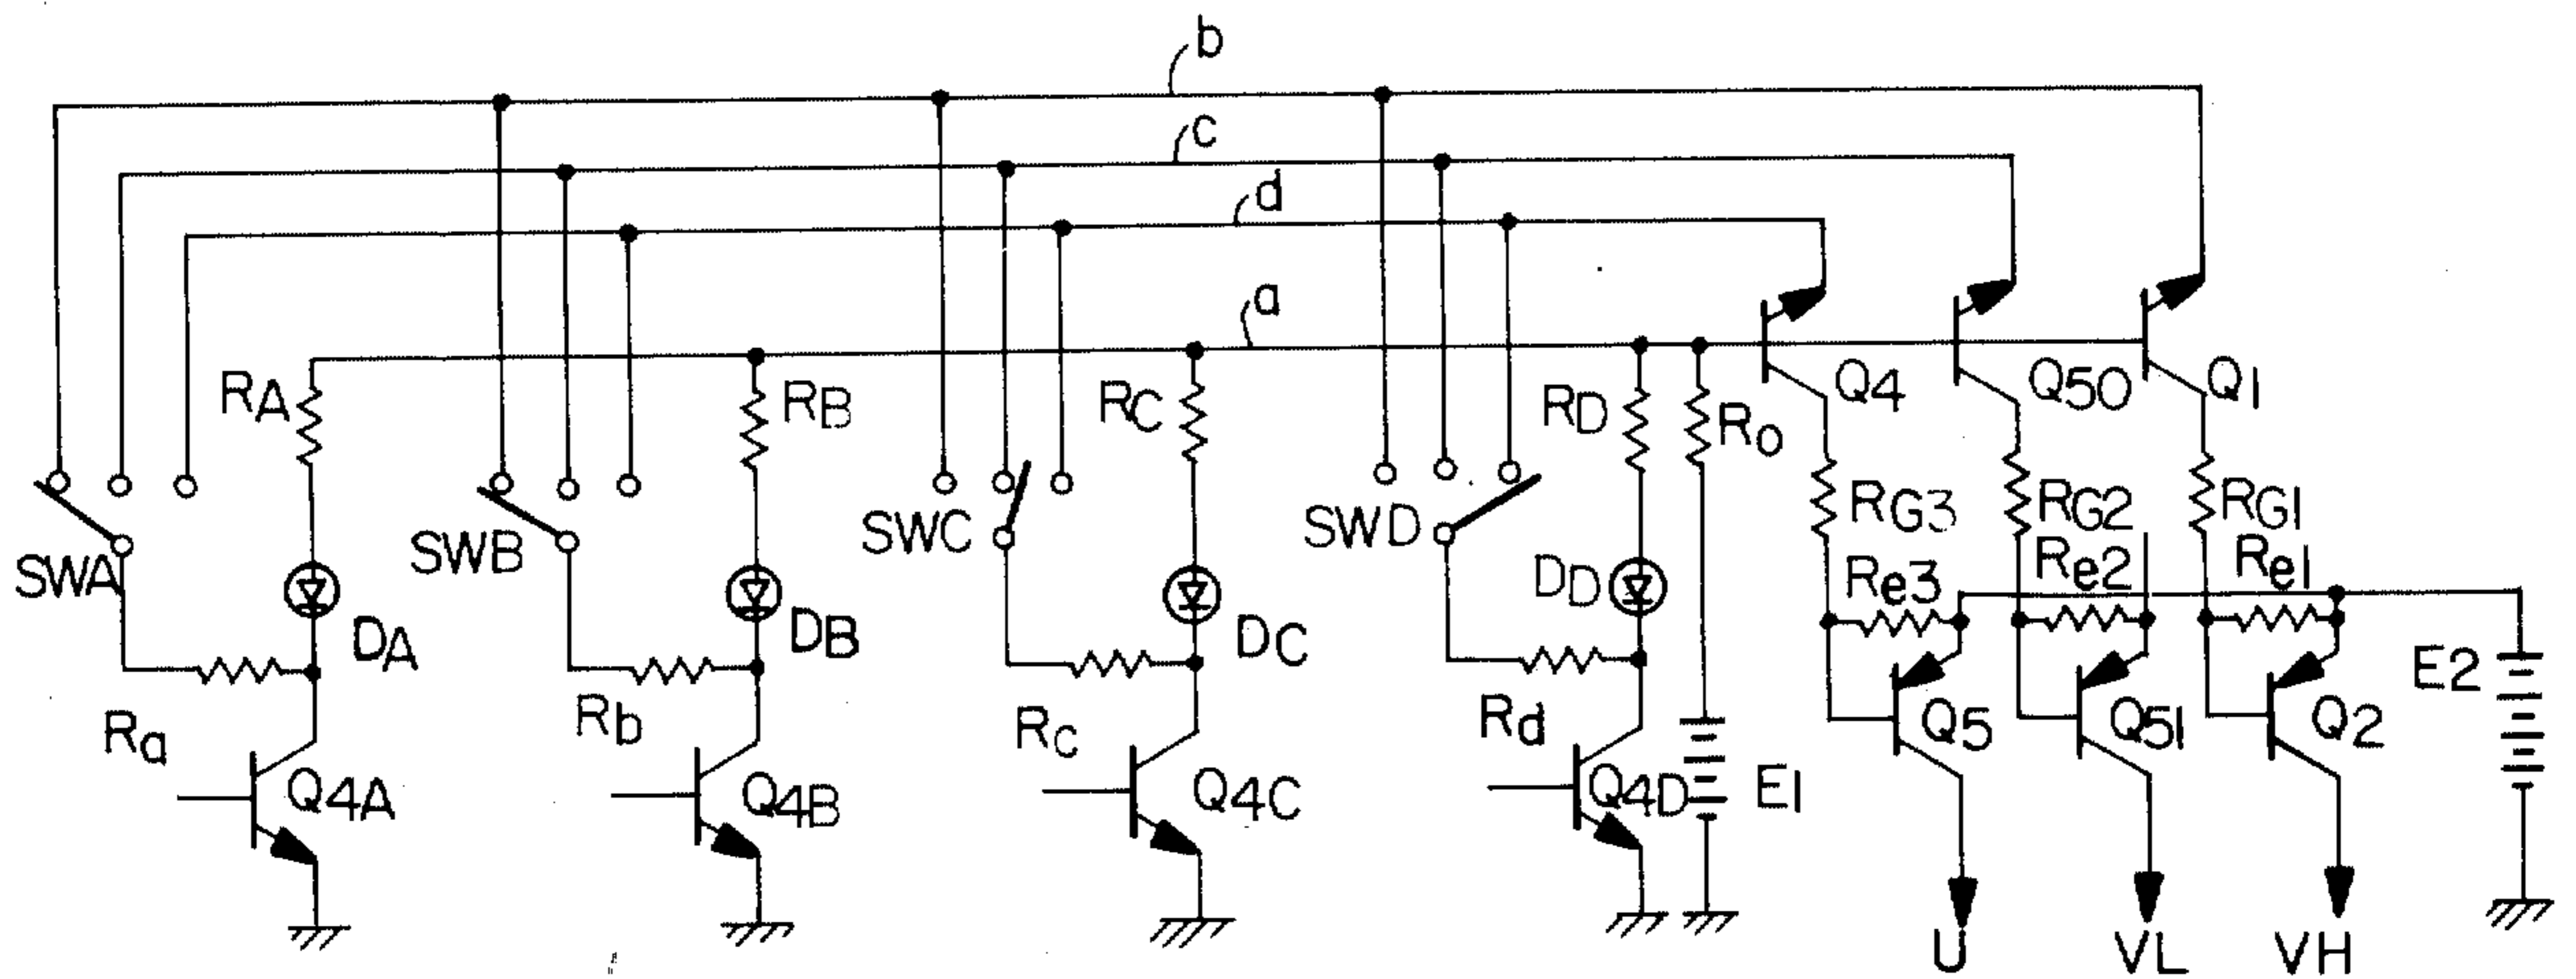 b
c
d
a
RA
RB
RC
RD
Ro
Q4
Q50
Q1
SWA
SWB
SWC
SWD
RG3
RG2
RG1
Re3
Re2
Re1
DA
DB
DC
DD
E2
Ra
Rb
Rc
Rd
Q5
Q51
Q2
Q4A
Q4B
Q4C
Q4D
E1
U
VL
VH